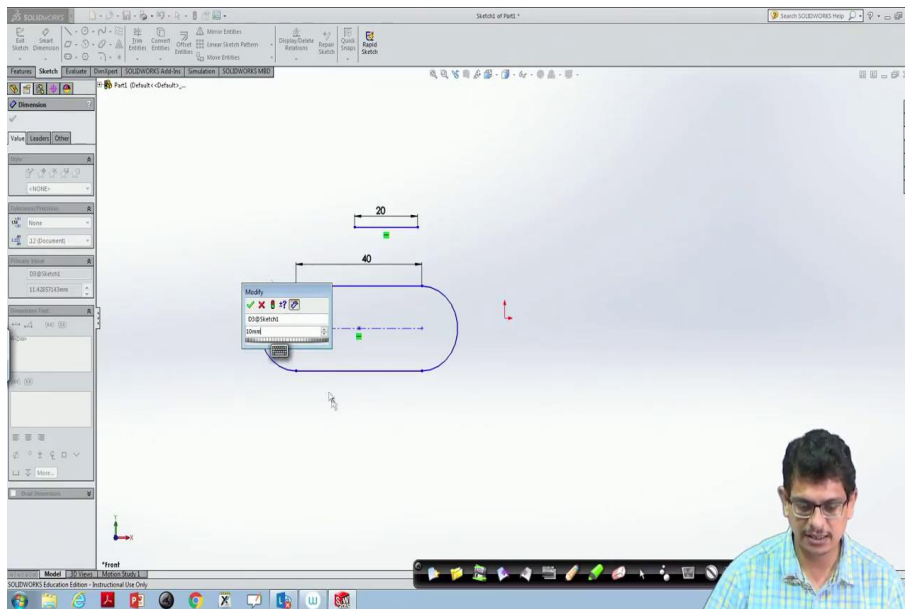 SOLIDWORKS
Sketch1 of Part1 *
Search SOLIDWORKS Help
Exit Sketch
Smart Dimension
Trim Entities
Convert Entities
Offset Entities
Mirror Entities
Linear Sketch Pattern
Move Entities
Display/Delete Relations
Repair Sketch
Quick Snaps
Rapid Sketch
Features Sketch Evaluate DimXpert SOLIDWORKS Add-Ins Simulation SOLIDWORKS MBD
Part1 (Default<<Default>_...
Dimension
Value Leaders Other
Style
<NONE>
Tolerance/Precision
None
.12 (Document)
Primary Value
D3@Sketch1
11.42857143mm
Dimension Text
<DIM>
More...
Dual Dimension
20
40
Modify
D3@Sketch1
10mm
Y
X
*Front
Model 3D Views Motion Study 1
SOLIDWORKS Education Edition - Instructional Use Only